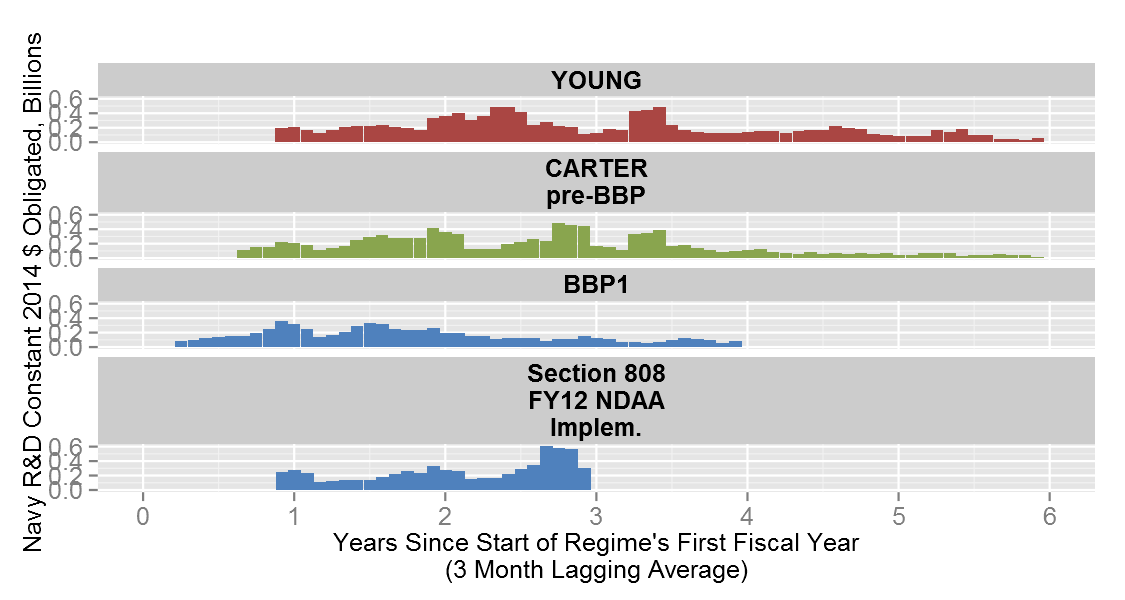 Navy R&D Constant 2014 $ Obligated, Billions
YOUNG
0.6
0.4
0.2
0.0
CARTER
pre-BBP
0.6
0.4
0.2
0.0
BBP1
0.6
0.4
0.2
0.0
Section 808
FY12 NDAA
Implem.
0.6
0.4
0.2
0.0
0 1 2 3 4 5 6
Years Since Start of Regime's First Fiscal Year
(3 Month Lagging Average)